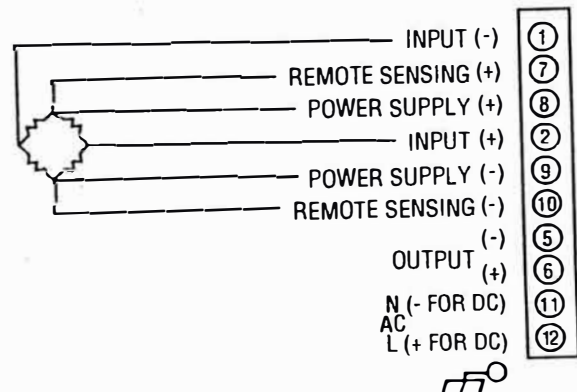 INPUT (-) 1
REMOTE SENSING (+) 7
POWER SUPPLY (+) 8
INPUT (+) 2
POWER SUPPLY (-) 9
REMOTE SENSING (-) 10
(-) 5
OUTPUT
(+) 6
N (- FOR DC) 11
AC
L (+ FOR DC) 12